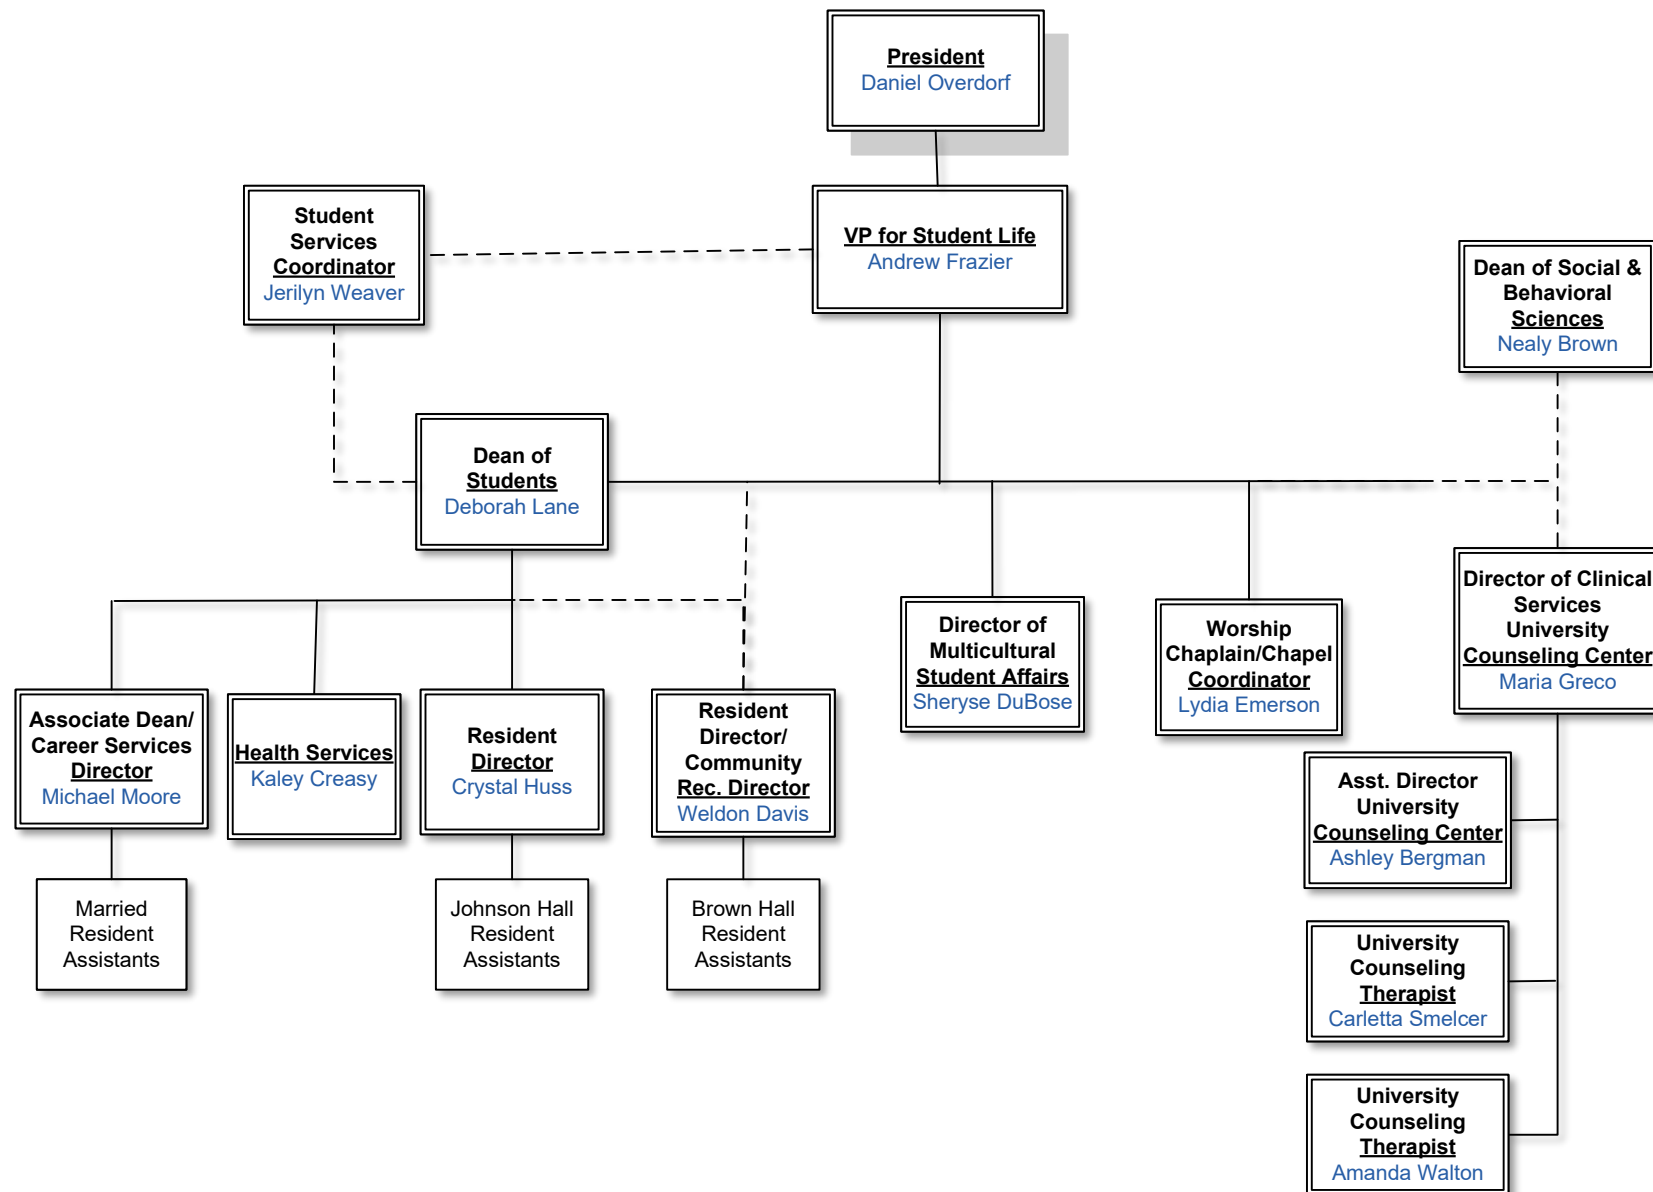 President
Daniel Overdorf
Student
Services
Coordinator
Jerilyn Weaver
VP for Student Life
Andrew Frazier
Dean of Social &
Behavioral
Sciences
Nealy Brown
Dean of
Students
Deborah Lane
Director of Clinical
Services
University
Counseling Center
Maria Greco
Director of
Multicultural
Student Affairs
Sheryse DuBose
Worship
Chaplain/Chapel
Coordinator
Lydia Emerson
Associate Dean/
Career Services
Director
Michael Moore
Health Services
Kaley Creasy
Resident
Director
Crystal Huss
Resident
Director/
Community
Rec. Director
Weldon Davis
Asst. Director
University
Counseling Center
Ashley Bergman
Married
Resident
Assistants
Johnson Hall
Resident
Assistants
Brown Hall
Resident
Assistants
University
Counseling
Therapist
Carletta Smelcer
University
Counseling
Therapist
Amanda Walton